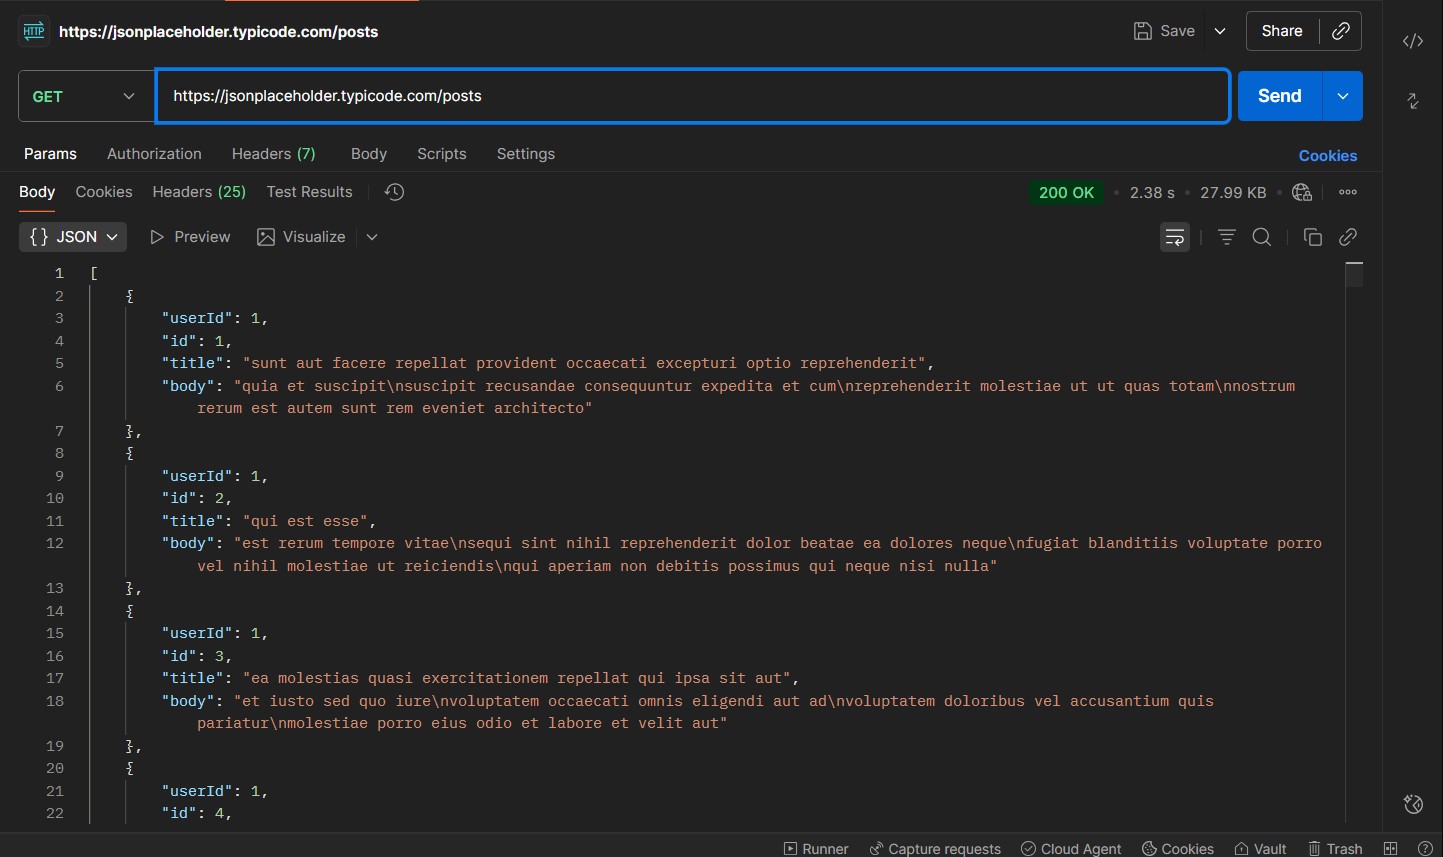 HTTP https://jsonplaceholder.typicode.com/posts Save Share
GET https://jsonplaceholder.typicode.com/posts Send
Params Authorization Headers (7) Body Scripts Settings Cookies
Body Cookies Headers (25) Test Results 200 OK • 2.38 s • 27.99 KB •
{} JSON Preview Visualize
1 [
2 {
3 "userId": 1,
4 "id": 1,
5 "title": "sunt aut facere repellat provident occaecati excepturi optio reprehenderit",
6 "body": "quia et suscipit\nsuscipit recusandae consequuntur expedita et cum\nreprehenderit molestiae ut ut quas totam\nnostrum
rerum est autem sunt rem eveniet architecto"
7 },
8 {
9 "userId": 1,
10 "id": 2,
11 "title": "qui est esse",
12 "body": "est rerum tempore vitae\nsequi sint nihil reprehenderit dolor beatae ea dolores neque\nfugiat blanditiis voluptate porro
vel nihil molestiae ut reiciendis\nqui aperiam non debitis possimus qui neque nisi nulla"
13 },
14 {
15 "userId": 1,
16 "id": 3,
17 "title": "ea molestias quasi exercitationem repellat qui ipsa sit aut",
18 "body": "et iusto sed quo iure\nvoluptatem occaecati omnis eligendi aut ad\nvoluptatem doloribus vel accusantium quis
pariatur\nmolestiae porro eius odio et labore et velit aut"
19 },
20 {
21 "userId": 1,
22 "id": 4,
Runner Capture requests Cloud Agent Cookies Vault Trash